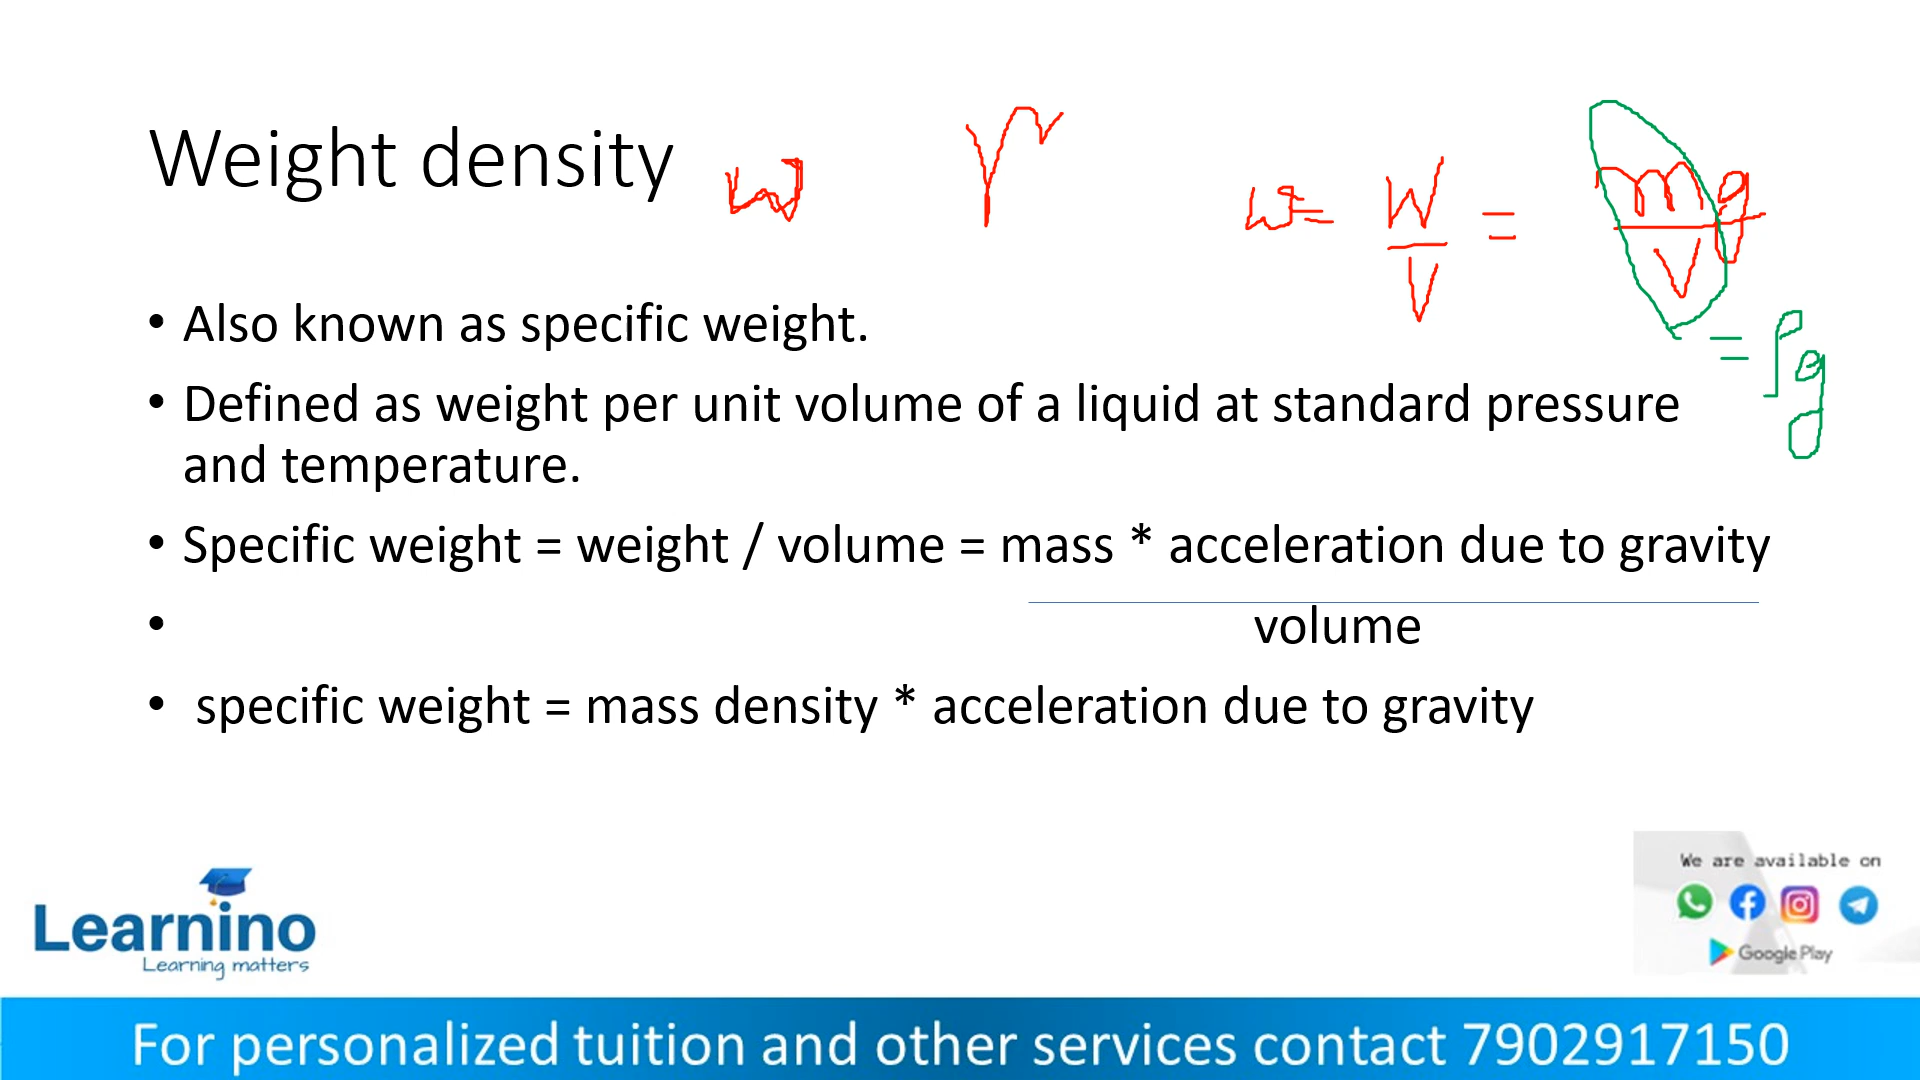 Weight density w γ w = W/V = mg/V
= ρg
• Also known as specific weight.
• Defined as weight per unit volume of a liquid at standard pressure
and temperature.
• Specific weight = weight / volume = mass * acceleration due to gravity
• volume
• specific weight = mass density * acceleration due to gravity
We are available on
Google Play
Learnino
Learning matters
For personalized tuition and other services contact 7902917150